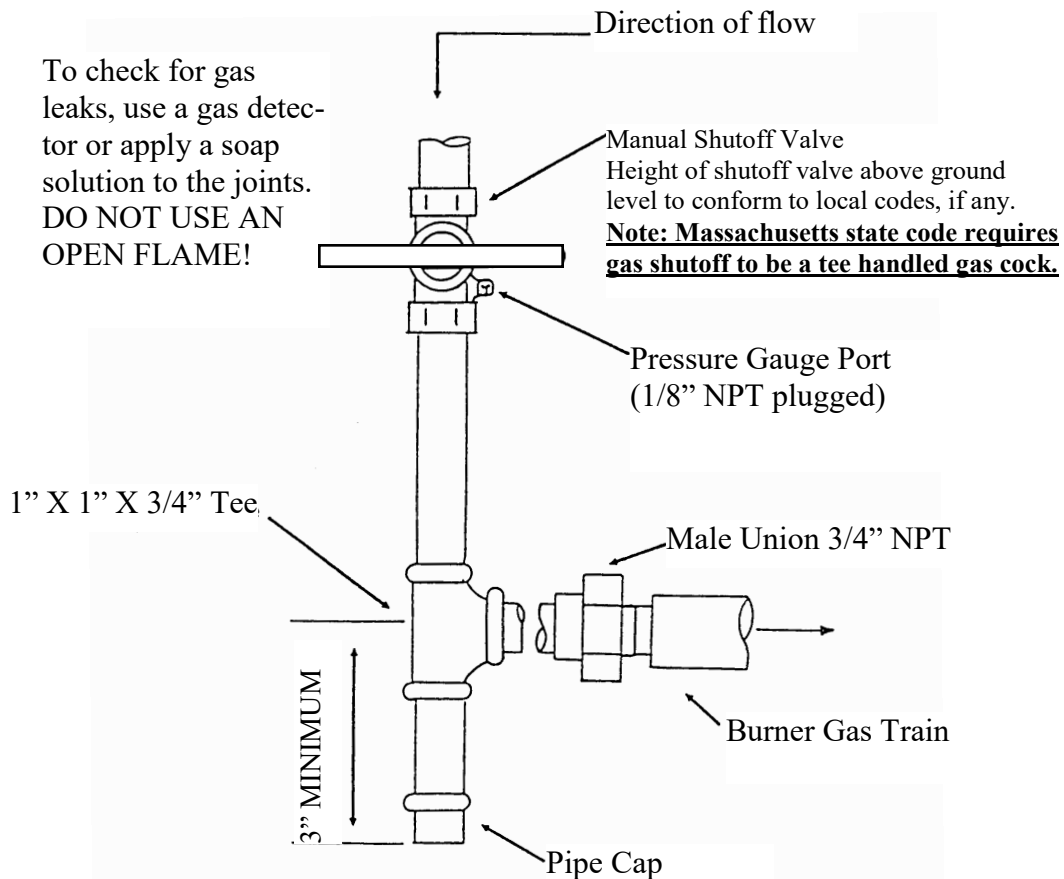 Direction of flow
To check for gas
leaks, use a gas detec-
tor or apply a soap
solution to the joints.
DO NOT USE AN
OPEN FLAME!
Manual Shutoff Valve
Height of shutoff valve above ground
level to conform to local codes, if any.
Note: Massachusetts state code requires
gas shutoff to be a tee handled gas cock.
Pressure Gauge Port
(1/8” NPT plugged)
1” X 1” X 3/4” Tee
Male Union 3/4” NPT
3” MINIMUM
Burner Gas Train
Pipe Cap